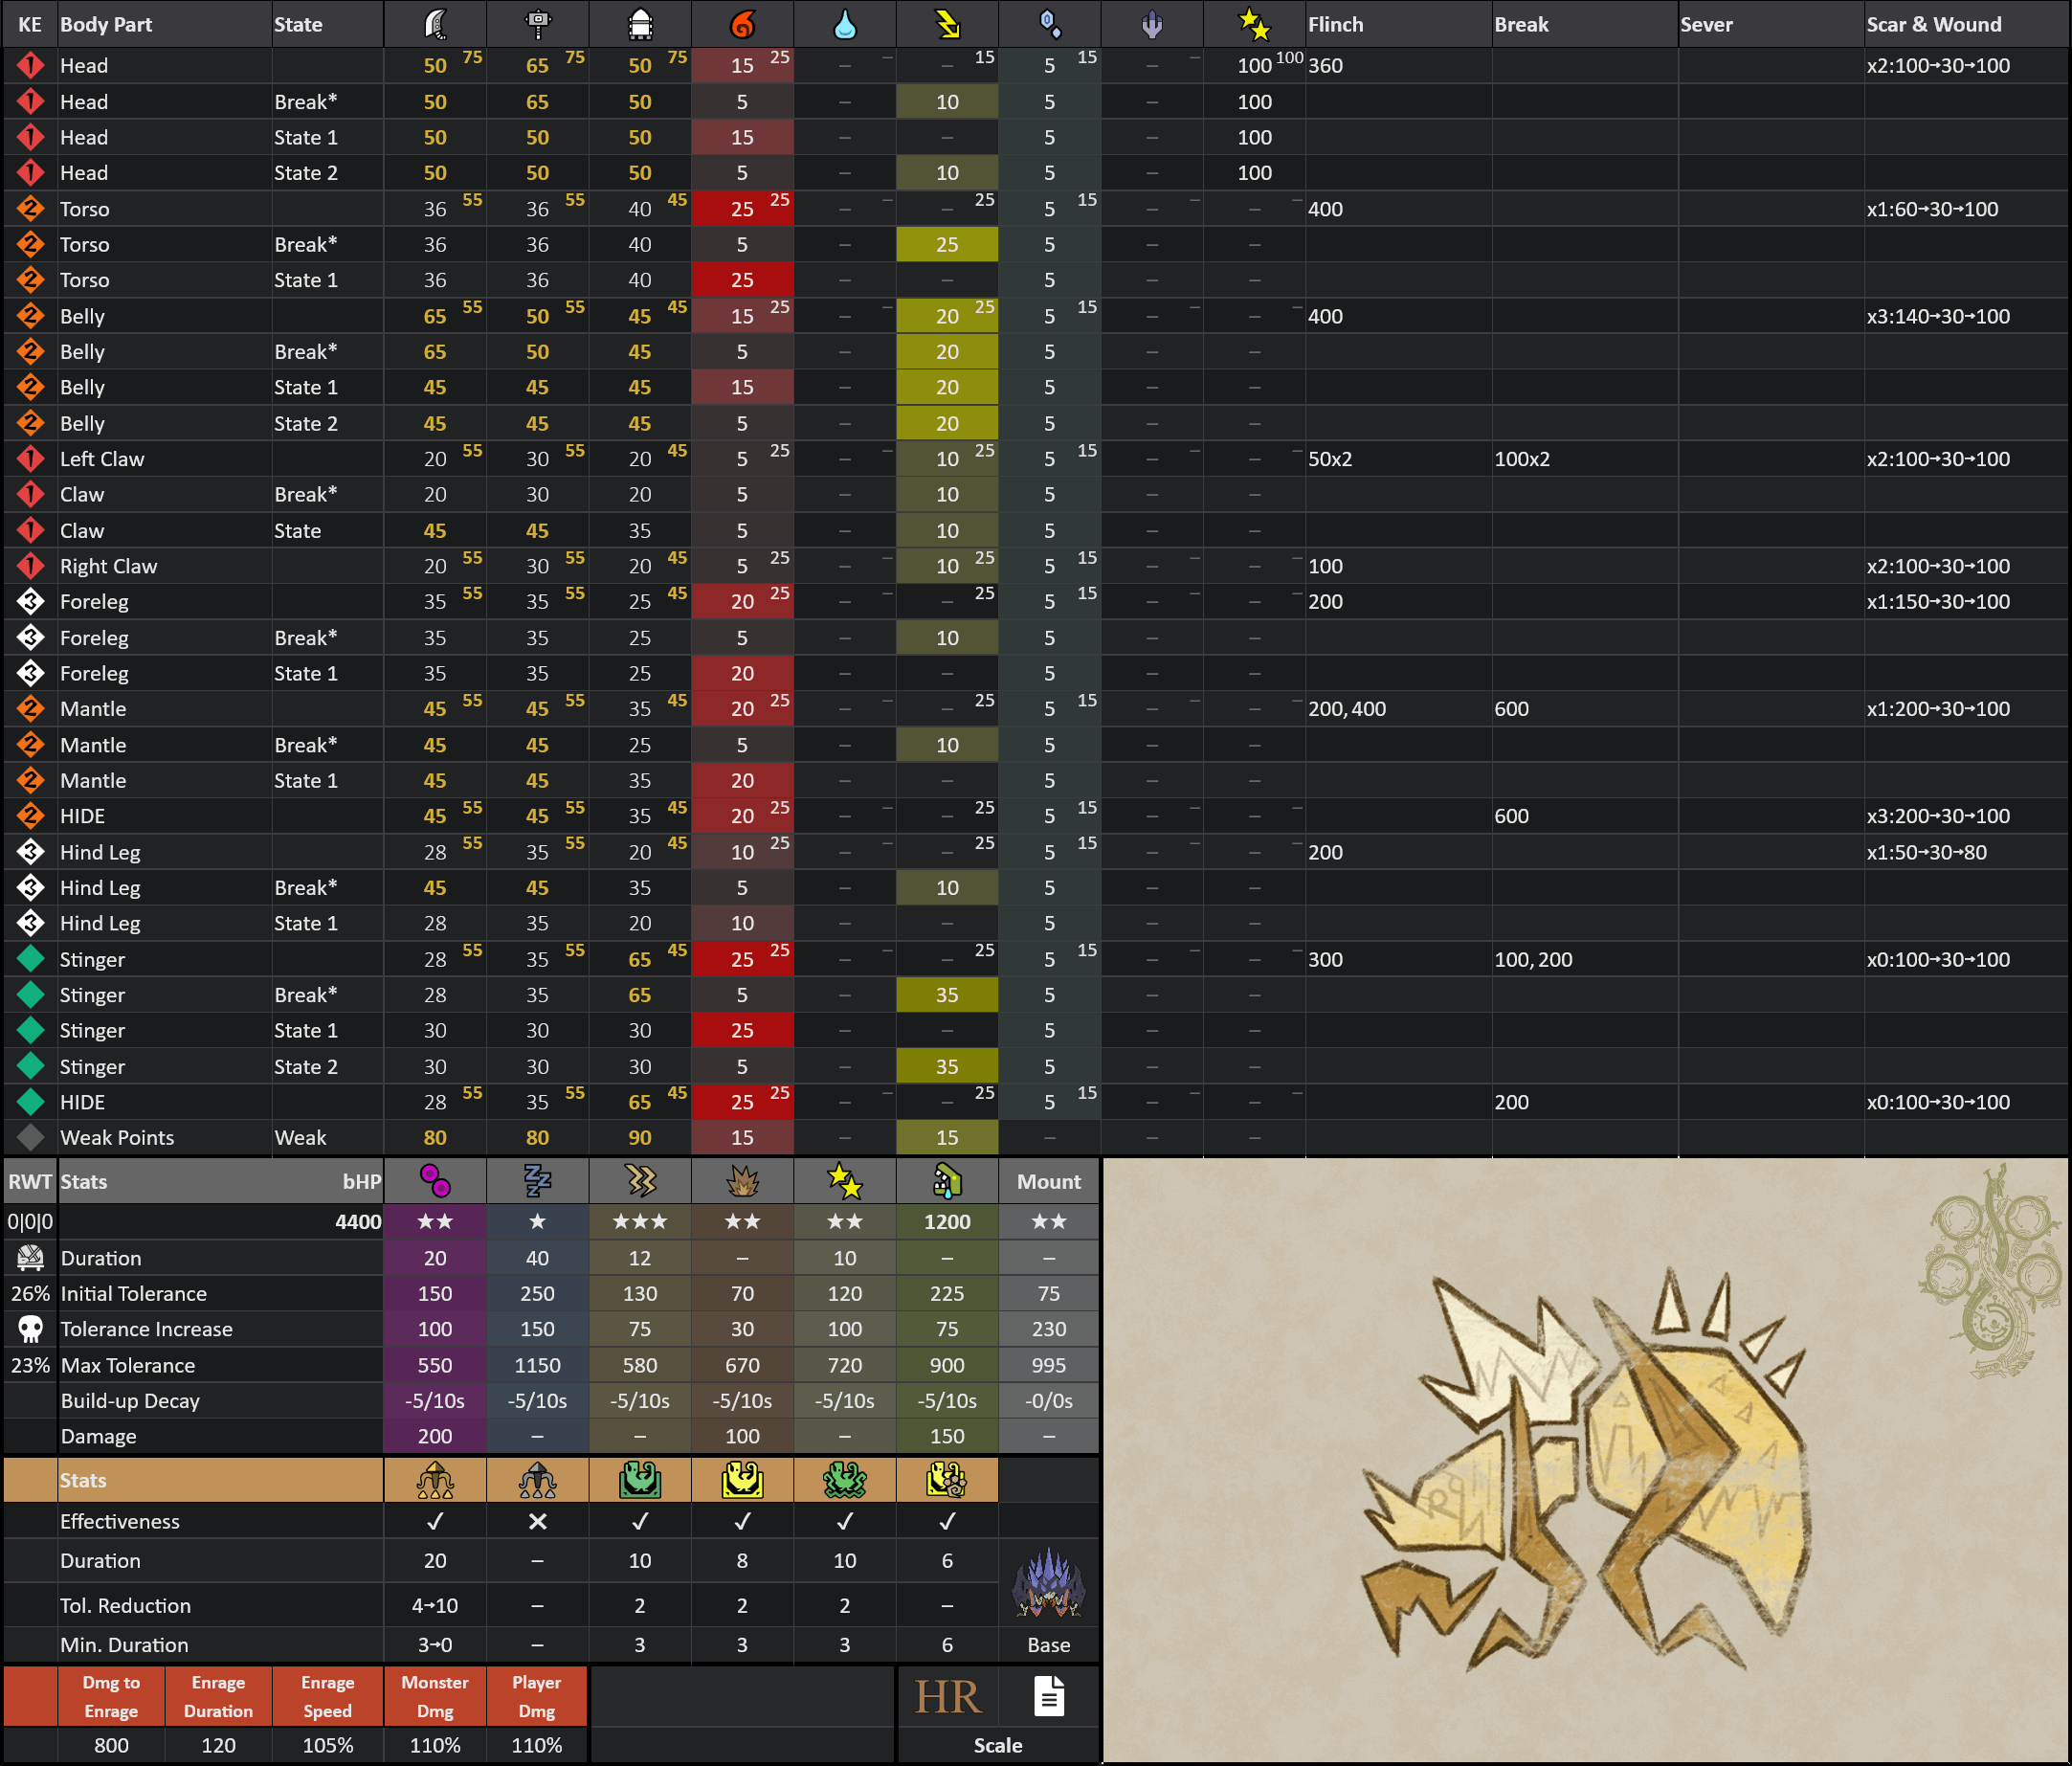 KE Body Part State Flinch Break Sever Scar & Wound
1 Head 50 75 65 75 50 75 15 25 – – – 15 5 15 – – 100 100 360 x2:100→30→100
1 Head Break* 50 65 50 5 – 10 5 – 100
1 Head State 1 50 50 50 15 – – 5 – 100
1 Head State 2 50 50 50 5 – 10 5 – 100
2 Torso 36 55 36 55 40 45 25 25 – – – 25 5 15 – – – – 400 x1:60→30→100
2 Torso Break* 36 36 40 5 – 25 5 – –
2 Torso State 1 36 36 40 25 – – 5 – –
2 Belly 65 55 50 55 45 45 15 25 – – 20 25 5 15 – – – – 400 x3:140→30→100
2 Belly Break* 65 50 45 5 – 20 5 – –
2 Belly State 1 45 45 45 15 – 20 5 – –
2 Belly State 2 45 45 45 5 – 20 5 – –
1 Left Claw 20 55 30 55 20 45 5 25 – – 10 25 5 15 – – – – 50x2 100x2 x2:100→30→100
1 Claw Break* 20 30 20 5 – 10 5 – –
1 Claw State 45 45 35 5 – 10 5 – –
1 Right Claw 20 55 30 55 20 45 5 25 – – 10 25 5 15 – – – – 100 x2:100→30→100
3 Foreleg 35 55 35 55 25 45 20 25 – – – 25 5 15 – – – – 200 x1:150→30→100
3 Foreleg Break* 35 35 25 5 – 10 5 – –
3 Foreleg State 1 35 35 25 20 – – 5 – –
2 Mantle 45 55 45 55 35 45 20 25 – – – 25 5 15 – – – – 200,400 600 x1:200→30→100
2 Mantle Break* 45 45 25 5 – 10 5 – –
2 Mantle State 1 45 45 35 20 – – 5 – –
2 HIDE 45 55 45 55 35 45 20 25 – – – 25 5 15 – – – – 600 x3:200→30→100
3 Hind Leg 28 55 35 55 20 45 10 25 – – – 25 5 15 – – – – 200 x1:50→30→80
3 Hind Leg Break* 45 45 35 5 – 10 5 – –
3 Hind Leg State 1 28 35 20 10 – – 5 – –
Stinger 28 55 35 55 65 45 25 25 – – – 25 5 15 – – – – 300 100,200 x0:100→30→100
Stinger Break* 28 35 65 5 – 35 5 – –
Stinger State 1 30 30 30 25 – – 5 – –
Stinger State 2 30 30 30 5 – 35 5 – –
HIDE 28 55 35 55 65 45 25 25 – – – 25 5 15 – – – – 200 x0:100→30→100
Weak Points Weak 80 80 90 15 – 15 – – –
RWT Stats bHP Mount
0|0|0 4400 ★★ ★ ★★★ ★★ ★★ 1200 ★★
Duration 20 40 12 – 10 – –
26% Initial Tolerance 150 250 130 70 120 225 75
Tolerance Increase 100 150 75 30 100 75 230
23% Max Tolerance 550 1150 580 670 720 900 995
Build-up Decay -5/10s -5/10s -5/10s -5/10s -5/10s -5/10s -0/0s
Damage 200 – – 100 – 150 –
Stats
Effectiveness ✓ ✕ ✓ ✓ ✓ ✓
Duration 20 – 10 8 10 6
Tol. Reduction 4→10 – 2 2 2 –
Min. Duration 3→0 – 3 3 3 6 Base
Dmg to Enrage Monster Player
Enrage Duration Speed Dmg Dmg
Enrage
HR
800 120 105% 110% 110% Scale